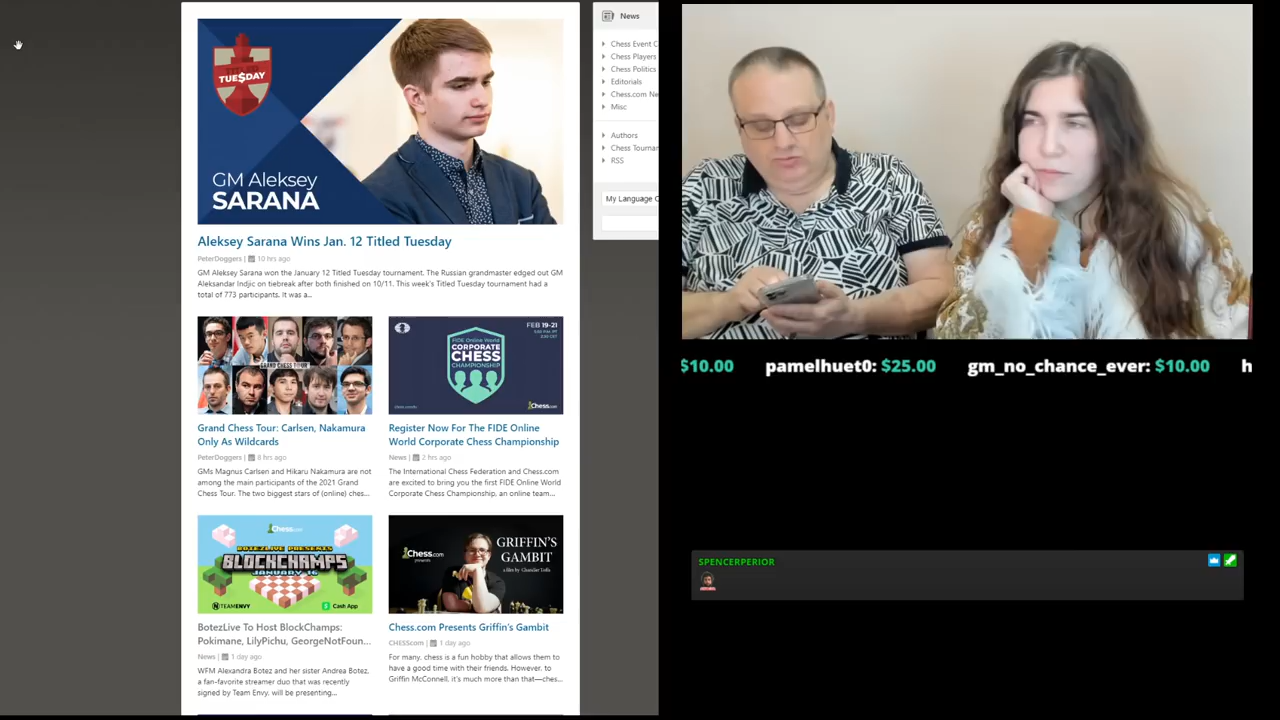 TITLED
TUE$DAY
GM Aleksey
SARANA
Aleksey Sarana Wins Jan. 12 Titled Tuesday
PeterDoggers | 10 hrs ago
GM Aleksey Sarana won the January 12 Titled Tuesday tournament. The Russian grandmaster edged out GM
Aleksandar Indjic on tiebreak after both finished on 10/11. This week's Titled Tuesday tournament had a
total of 773 participants. It was a...
GRAND CHESS TOUR
Grand Chess Tour: Carlsen, Nakamura
Only As Wildcards
PeterDoggers | 8 hrs ago
GMs Magnus Carlsen and Hikaru Nakamura are not
among the main participants of the 2021 Grand
Chess Tour. The two biggest stars of (online) ches...
FEB 19-21
FIDE Online World
CORPORATE
CHESS
CHAMPIONSHIP
Chess.com
Register Now For The FIDE Online
World Corporate Chess Championship
News | 2 hrs ago
The International Chess Federation and Chess.com
are excited to bring you the first FIDE Online World
Corporate Chess Championship, an online team...
Chess.com
BOTEZLIVE PRESENTS
BLOCKCHAMPS
JANUARY 16
TEAMENVY
Cash App
BotezLive To Host BlockChamps:
Pokimane, LilyPichu, GeorgeNotFoun...
News | 1 day ago
WFM Alexandra Botez and her sister Andrea Botez,
a fan-favorite streamer duo that was recently
signed by Team Envy, will be presenting...
Chess.com
presents
GRIFFIN'S
GAMBIT
a film by Chandler Toffa
Chess.com Presents Griffin's Gambit
CHESScom | 1 day ago
For many, chess is a fun hobby that allows them to
have a good time with their friends. However, to
Griffin McConnell, it's much more than that—ches...
News
Chess Event C
Chess Players
Chess Politics
Editorials
Chess.com Ne
Misc
Authors
Chess Tournar
RSS
My Language C
$10.00 pamelhuet0: $25.00 gm_no_chance_ever: $10.00 h
SPENCERPERIOR